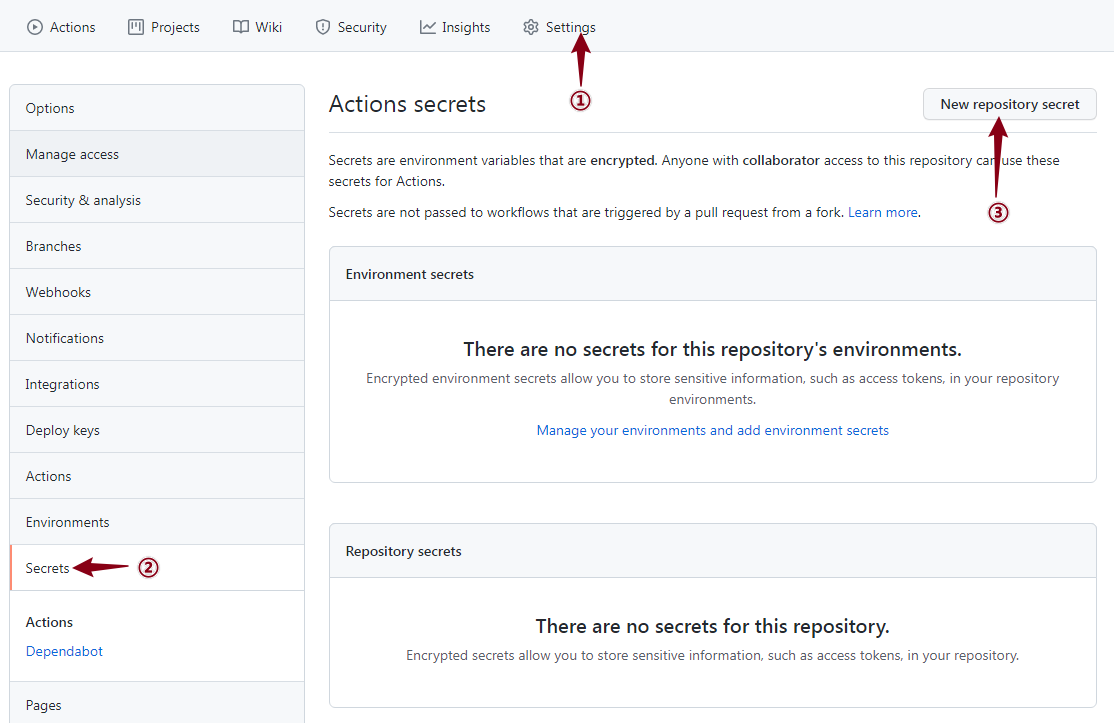 Actions Projects Wiki Security Insights Settings
①
Options
Manage access
Security & analysis
Branches
Webhooks
Notifications
Integrations
Deploy keys
Actions
Environments
Secrets ②
Actions
Dependabot
Pages
Actions secrets
New repository secret
③
Secrets are environment variables that are encrypted. Anyone with collaborator access to this repository can use these
secrets for Actions.
Secrets are not passed to workflows that are triggered by a pull request from a fork. Learn more.
Environment secrets
There are no secrets for this repository's environments.
Encrypted environment secrets allow you to store sensitive information, such as access tokens, in your repository
environments.
Manage your environments and add environment secrets
Repository secrets
There are no secrets for this repository.
Encrypted secrets allow you to store sensitive information, such as access tokens, in your repository.